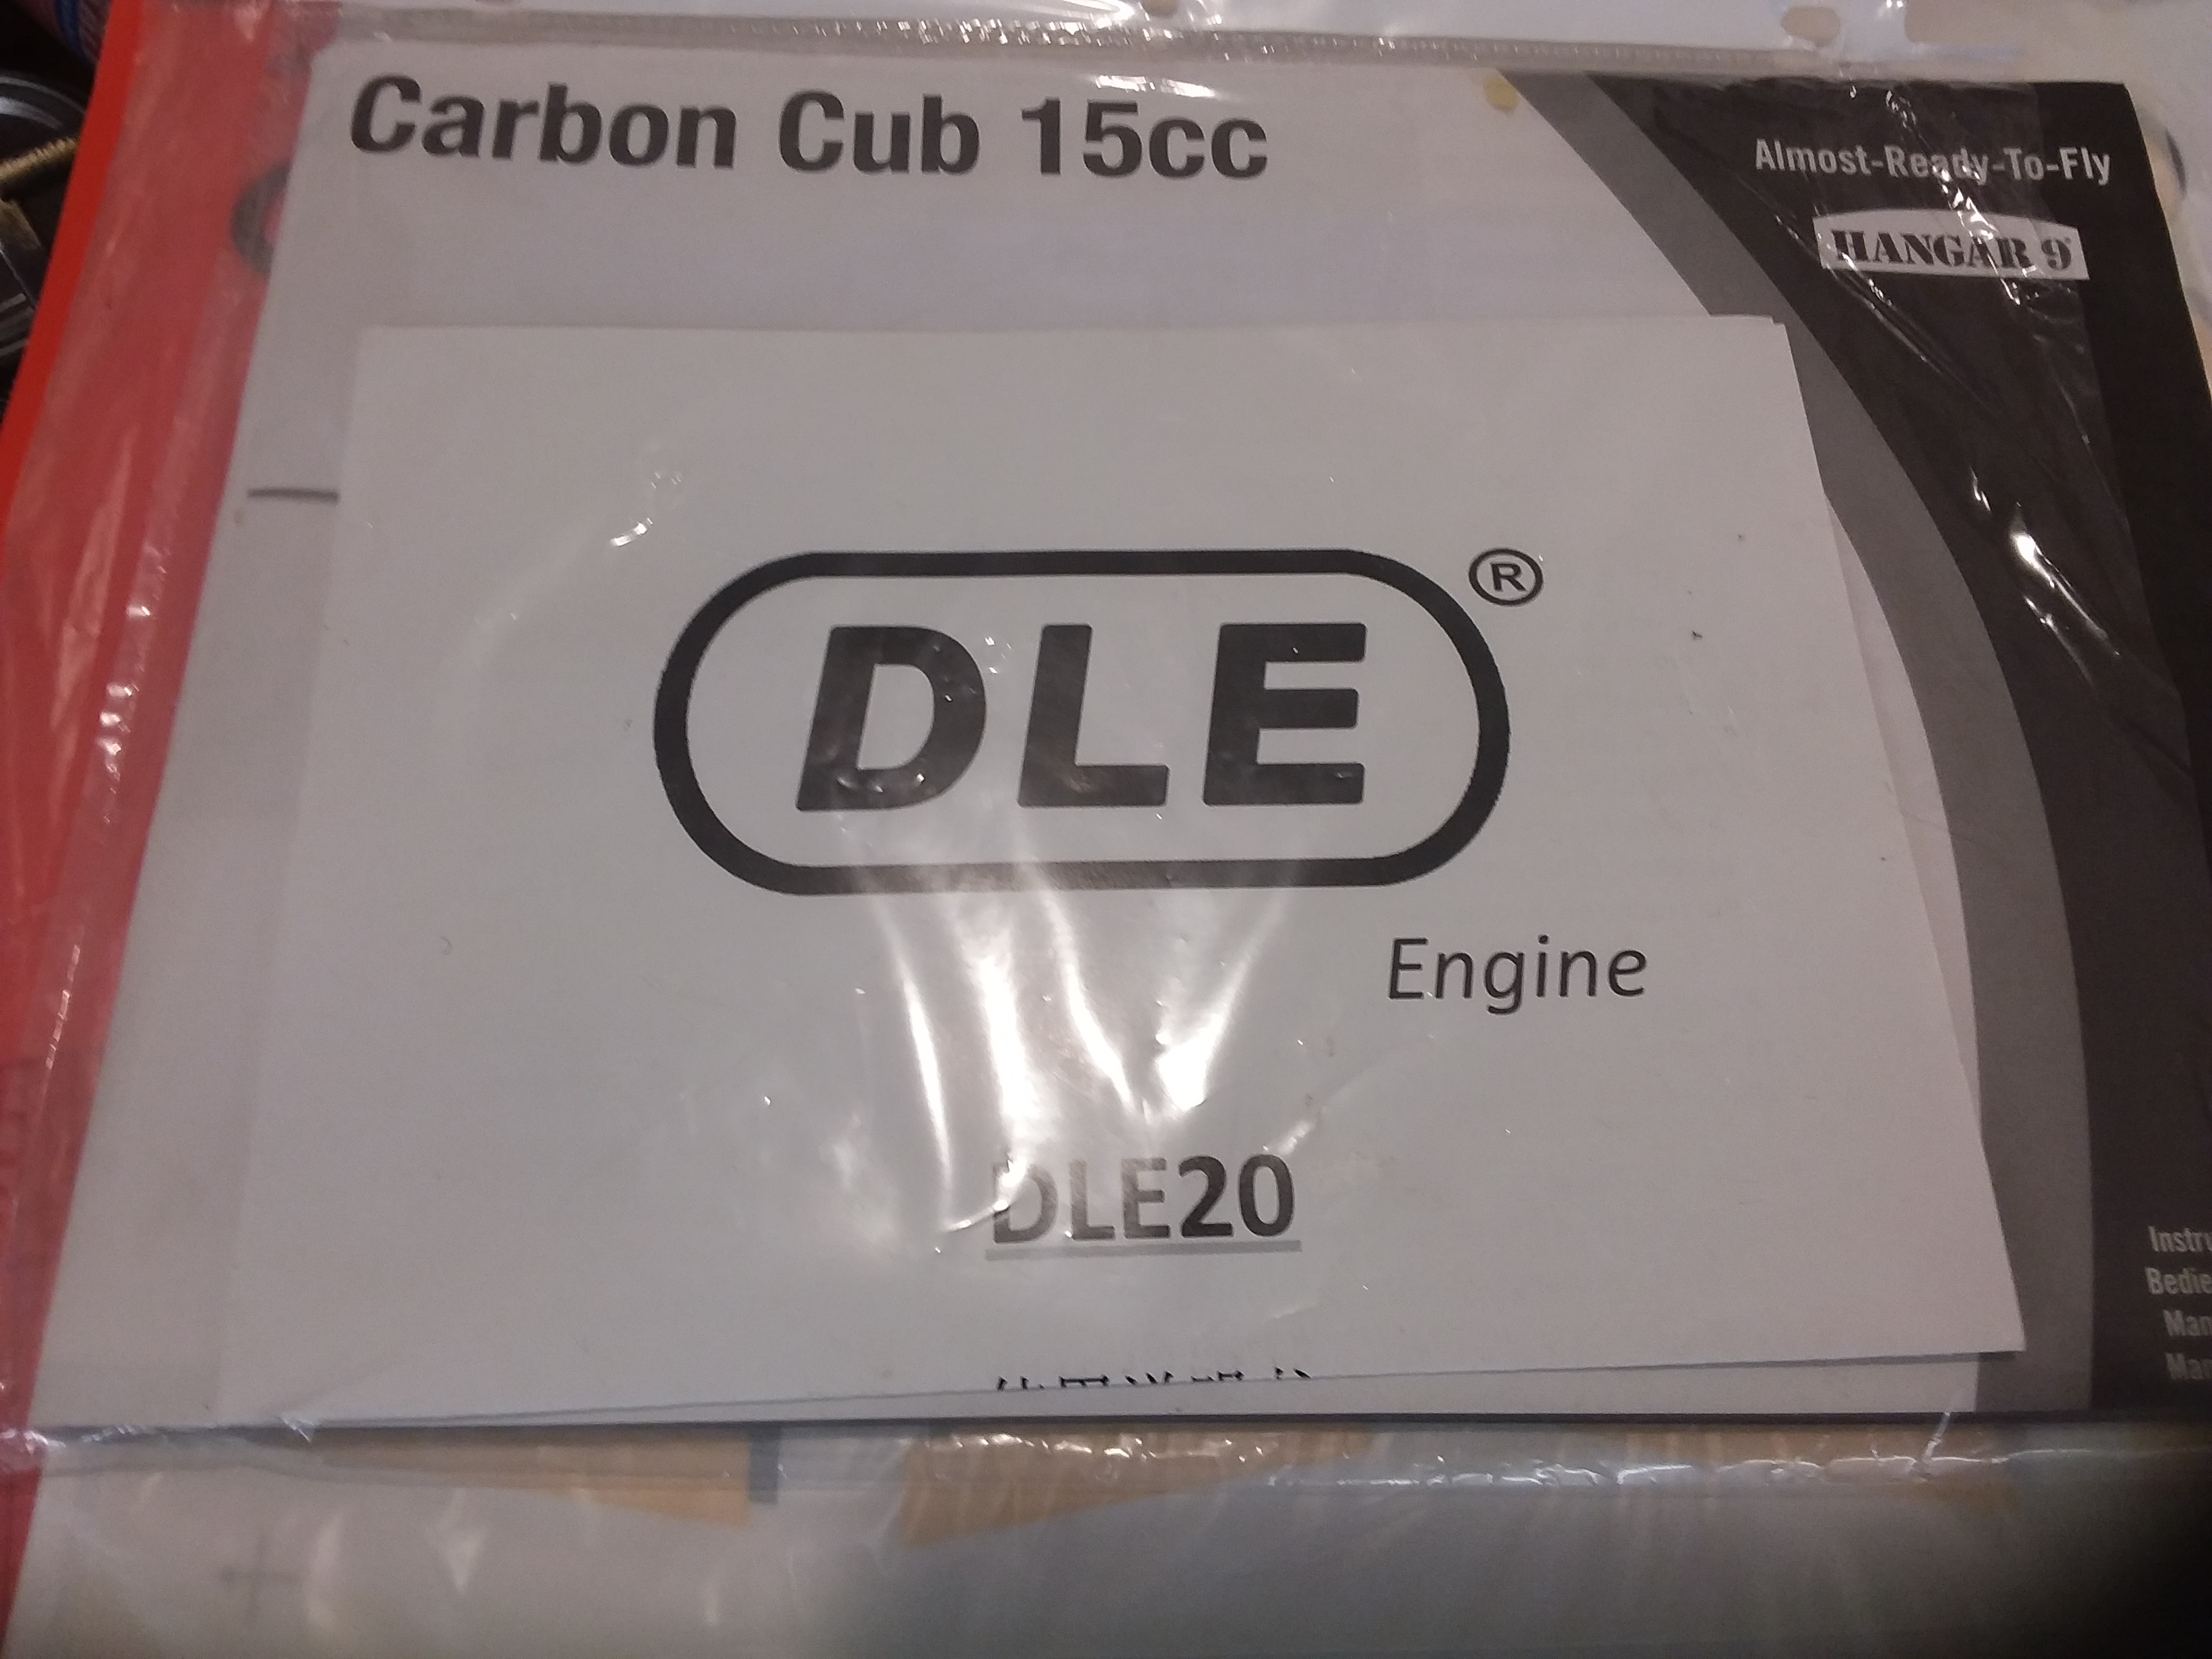 Carbon Cub 15cc
Almost-Ready-To-Fly
HANGAR 9
DLE®
Engine
DLE20